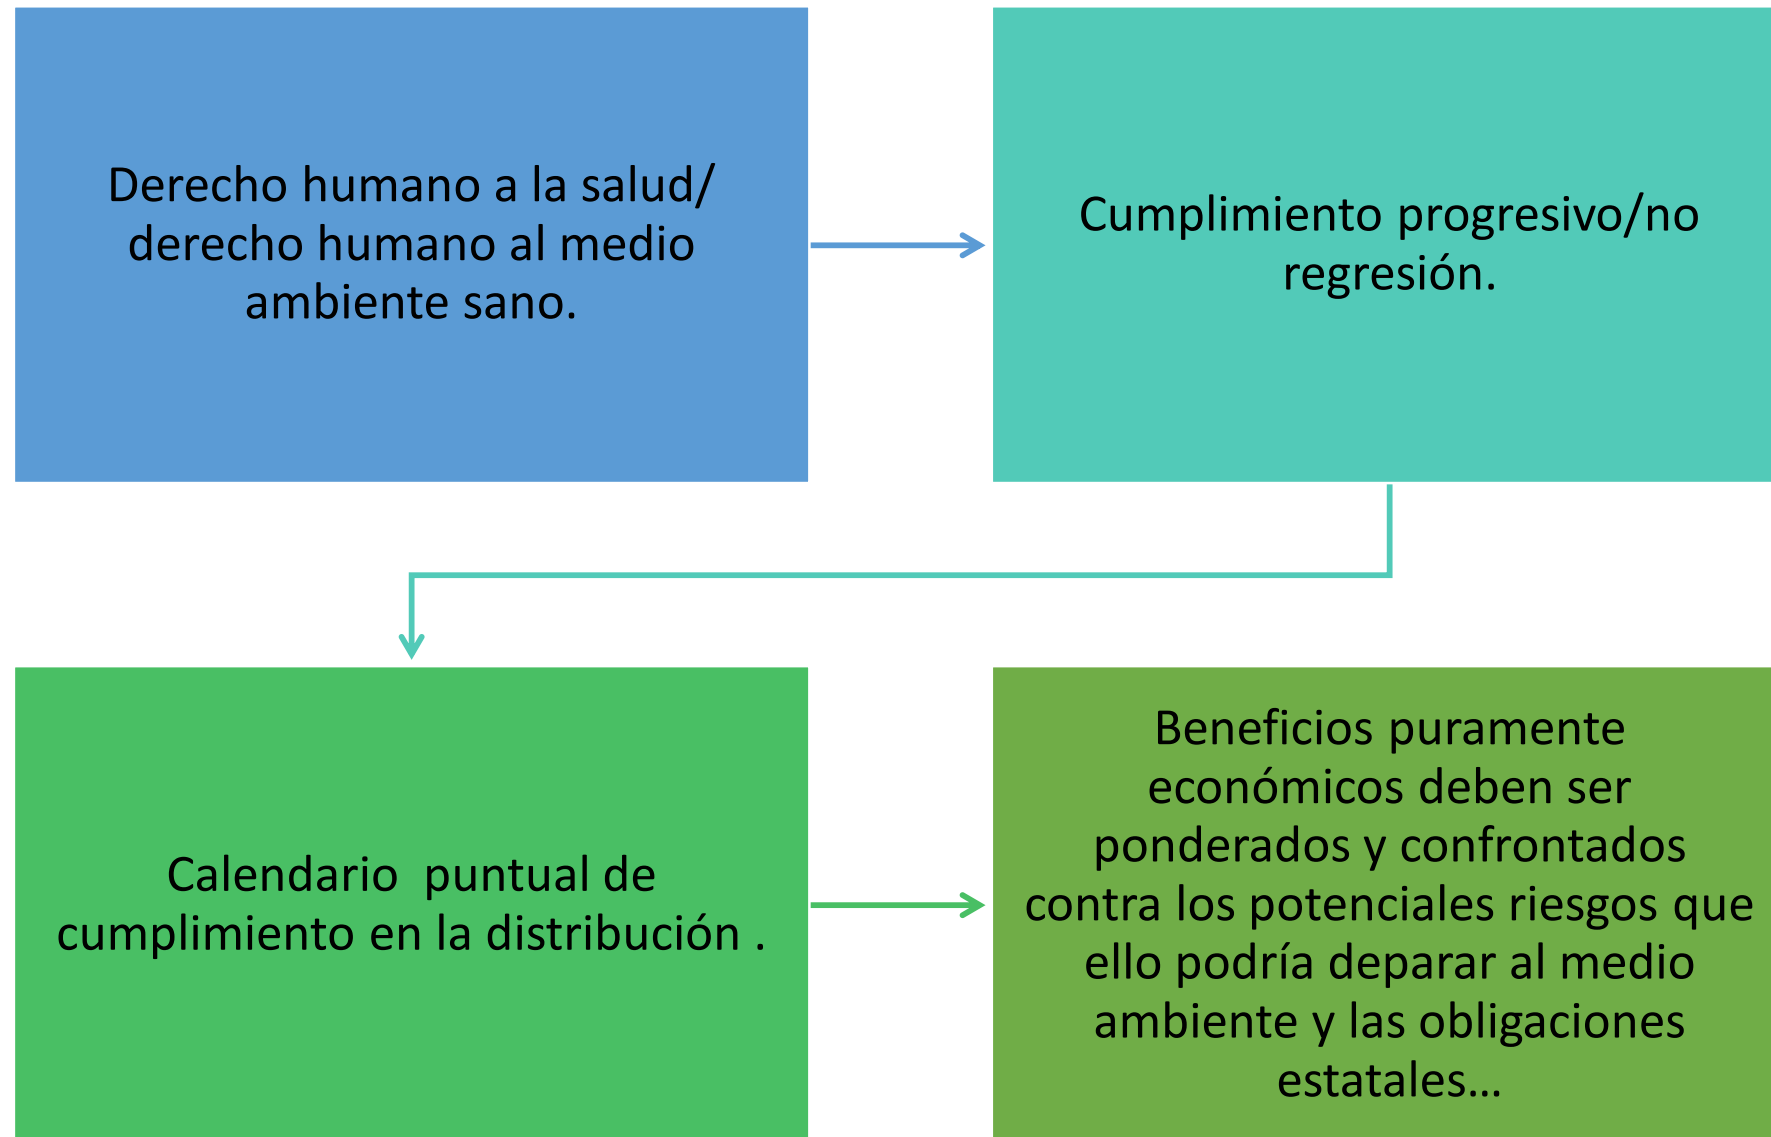 Derecho humano a la salud/
derecho humano al medio
ambiente sano.
Cumplimiento progresivo/no
regresión.
Calendario  puntual de
cumplimiento en la distribución .
Beneficios puramente
económicos deben ser
ponderados y confrontados
contra los potenciales riesgos que
ello podría deparar al medio
ambiente y las obligaciones
estatales...